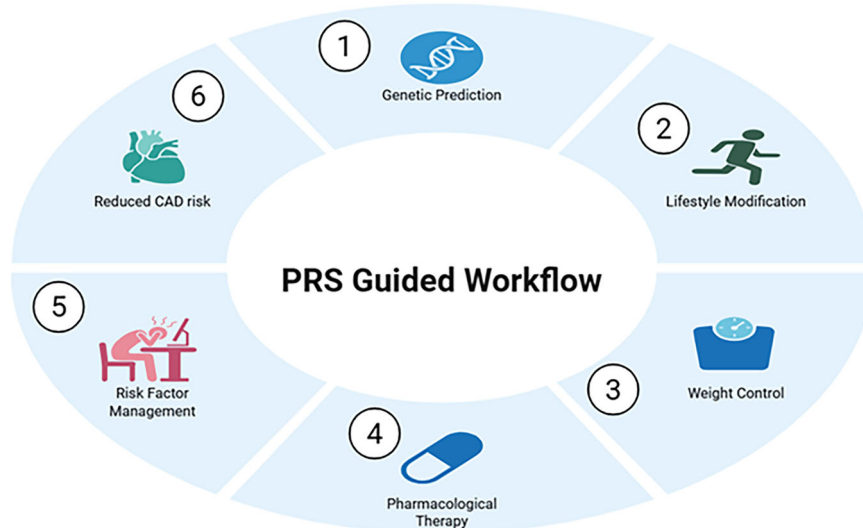 1
Genetic Prediction
2
Lifestyle Modification
3
Weight Control
4
Pharmacological
Therapy
5
Risk Factor
Management
6
Reduced CAD risk
PRS Guided Workflow